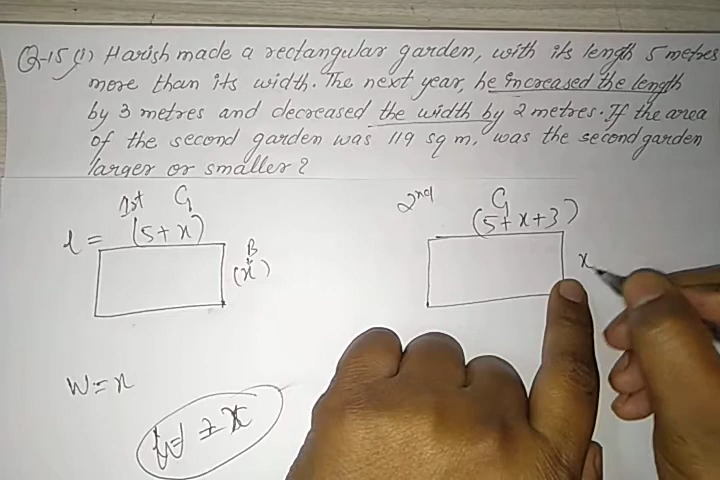 Q-15 (i) Harish made a rectangular garden, with its length 5 metres
more than its width. The next year, he increased the length
by 3 metres and decreased the width by 2 metres. If the area
of the second garden was 119 sq m, was the second garden
larger or smaller?
1st G 2nd G
l = (5+x) (5+x+3)
B
(x) x
W = x